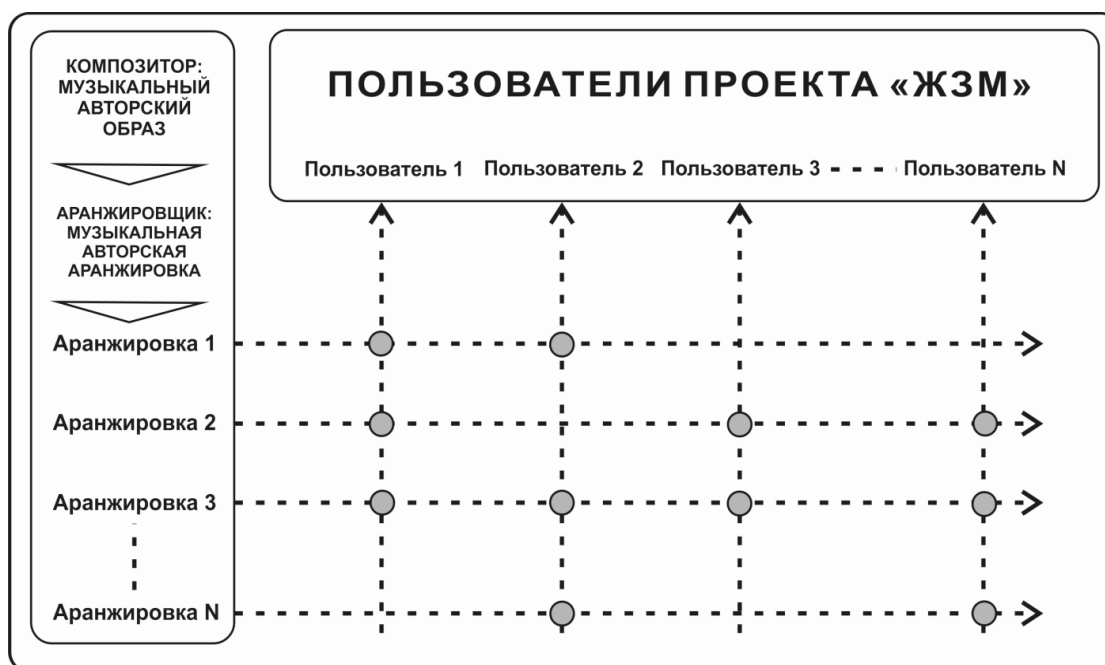 КОМПОЗИТОР:
МУЗЫКАЛЬНЫЙ
АВТОРСКИЙ
ОБРАЗ
АРАНЖИРОВЩИК:
МУЗЫКАЛЬНАЯ
АВТОРСКАЯ
АРАНЖИРОВКА
Аранжировка 1
Аранжировка 2
Аранжировка 3
Аранжировка N
ПОЛЬЗОВАТЕЛИ ПРОЕКТА «ЖЗМ»
Пользователь 1 Пользователь 2 Пользователь 3 - - - - Пользователь N